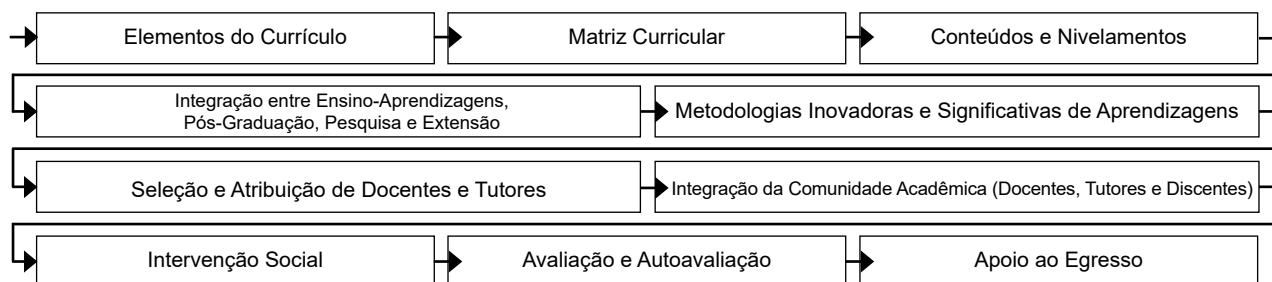 Elementos do Currículo
Matriz Curricular
Conteúdos e Nivelamentos
Integração entre Ensino-Aprendizagens,
Pós-Graduação, Pesquisa e Extensão
Metodologias Inovadoras e Significativas de Aprendizagens
Seleção e Atribuição de Docentes e Tutores
Integração da Comunidade Acadêmica (Docentes, Tutores e Discentes)
Intervenção Social
Avaliação e Autoavaliação
Apoio ao Egresso